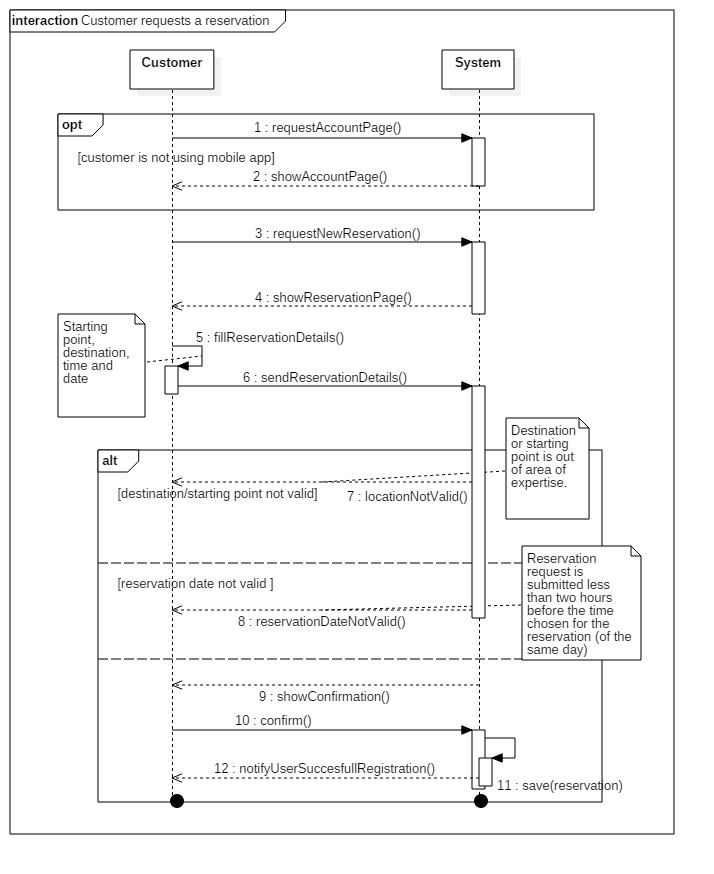 interaction Customer requests a reservation
Customer
System
opt
1 : requestAccountPage()
[customer is not using mobile app]
2 : showAccountPage()
3 : requestNewReservation()
4 : showReservationPage()
Starting
point,
destination,
time and
date
5 : fillReservationDetails()
6 : sendReservationDetails()
Destination
or starting
point is out
of area of
expertise.
alt
[destination/starting point not valid]
7 : locationNotValid()
Reservation
request is
submitted less
than two hours
before the time
chosen for the
reservation (of the
same day)
[reservation date not valid ]
8 : reservationDateNotValid()
9 : showConfirmation()
10 : confirm()
12 : notifyUserSuccesfullRegistration()
11 : save(reservation)